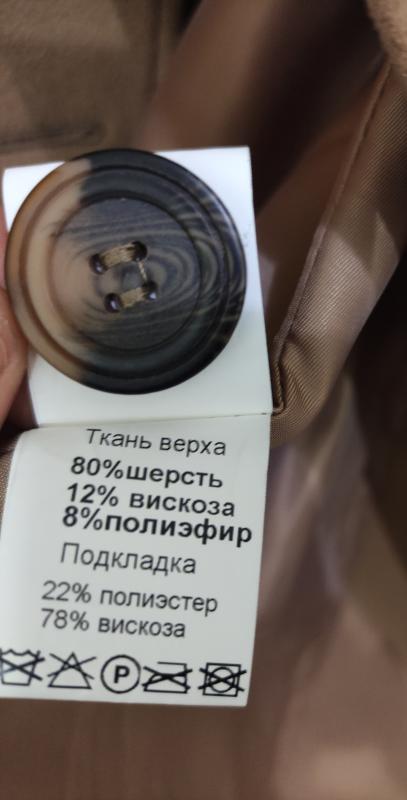 Ткань верха
80%шерсть
12% вискоза
8%полиэфир
Подкладка
22% полиэстер
78% вискоза
P